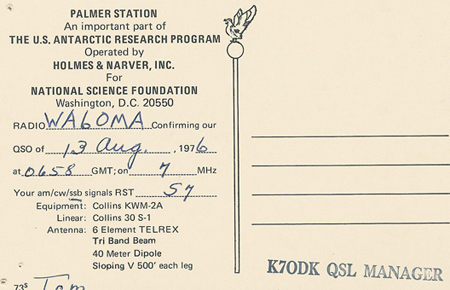 PALMER STATION
An important part of
THE U.S. ANTARCTIC RESEARCH PROGRAM
Operated by
HOLMES & NARVER, INC.
For
NATIONAL SCIENCE FOUNDATION
Washington, D.C. 20550
RADIO WA6OMA Confirming our
QSO of 13 Aug. , 1976
at 0658 GMT; on 7 MHz
Your am/cw/ssb signals RST 57
Equipment: Collins KWM-2A
Linear: Collins 30 S-1
Antenna: 6 Element TELREX
Tri Band Beam
40 Meter Dipole
Sloping V 500' each leg
K7ODK QSL MANAGER
73s Tom